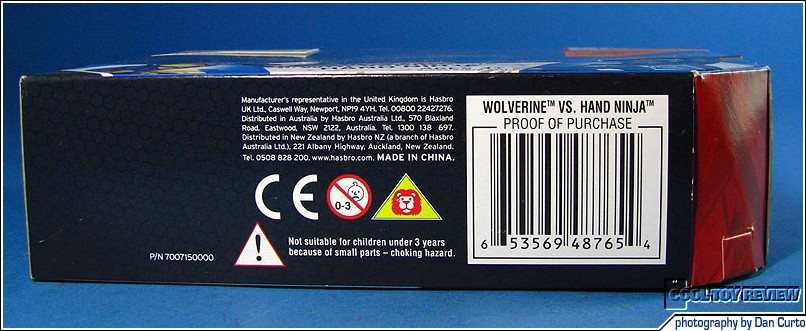 Manufacturer's representative in the United Kingdom is Hasbro
UK Ltd., Caswell Way, Newport, NP19 4YH. Tel. 00800 22427276.
Distributed in Australia by Hasbro Australia Ltd., 570 Blaxland
Road, Eastwood, NSW 2122, Australia. Tel. 1300 138 697.
Distributed in New Zealand by Hasbro NZ (a branch of Hasbro
Australia Ltd.), 221 Albany Highway, Auckland, New Zealand.
Tel. 0508 828 200. www.hasbro.com. MADE IN CHINA.
CE
0-3
Not suitable for children under 3 years
because of small parts – choking hazard.
!
P/N 7007150000
WOLVERINE™ VS. HAND NINJA™
PROOF OF PURCHASE
6 53569 48765 4
COOL TOY REVIEW
photography by Dan Curto